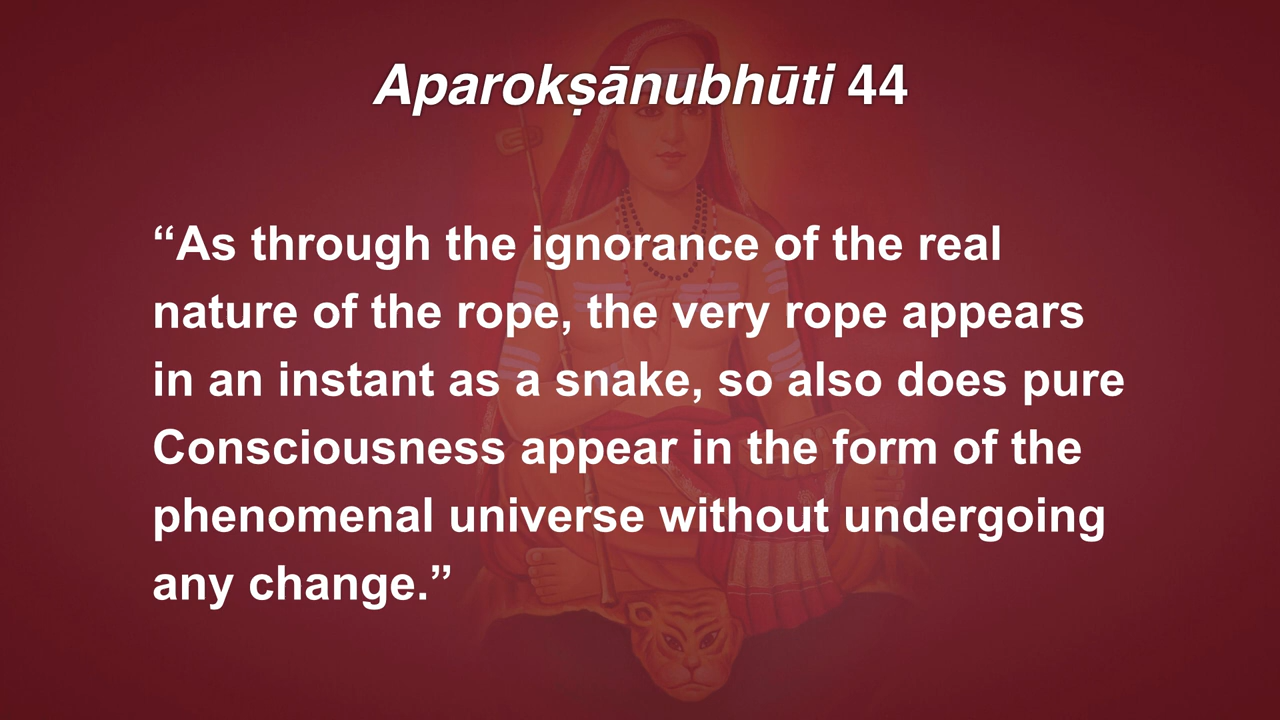 Aparokṣānubhūti 44
“As through the ignorance of the real
nature of the rope, the very rope appears
in an instant as a snake, so also does pure
Consciousness appear in the form of the
phenomenal universe without undergoing
any change.”